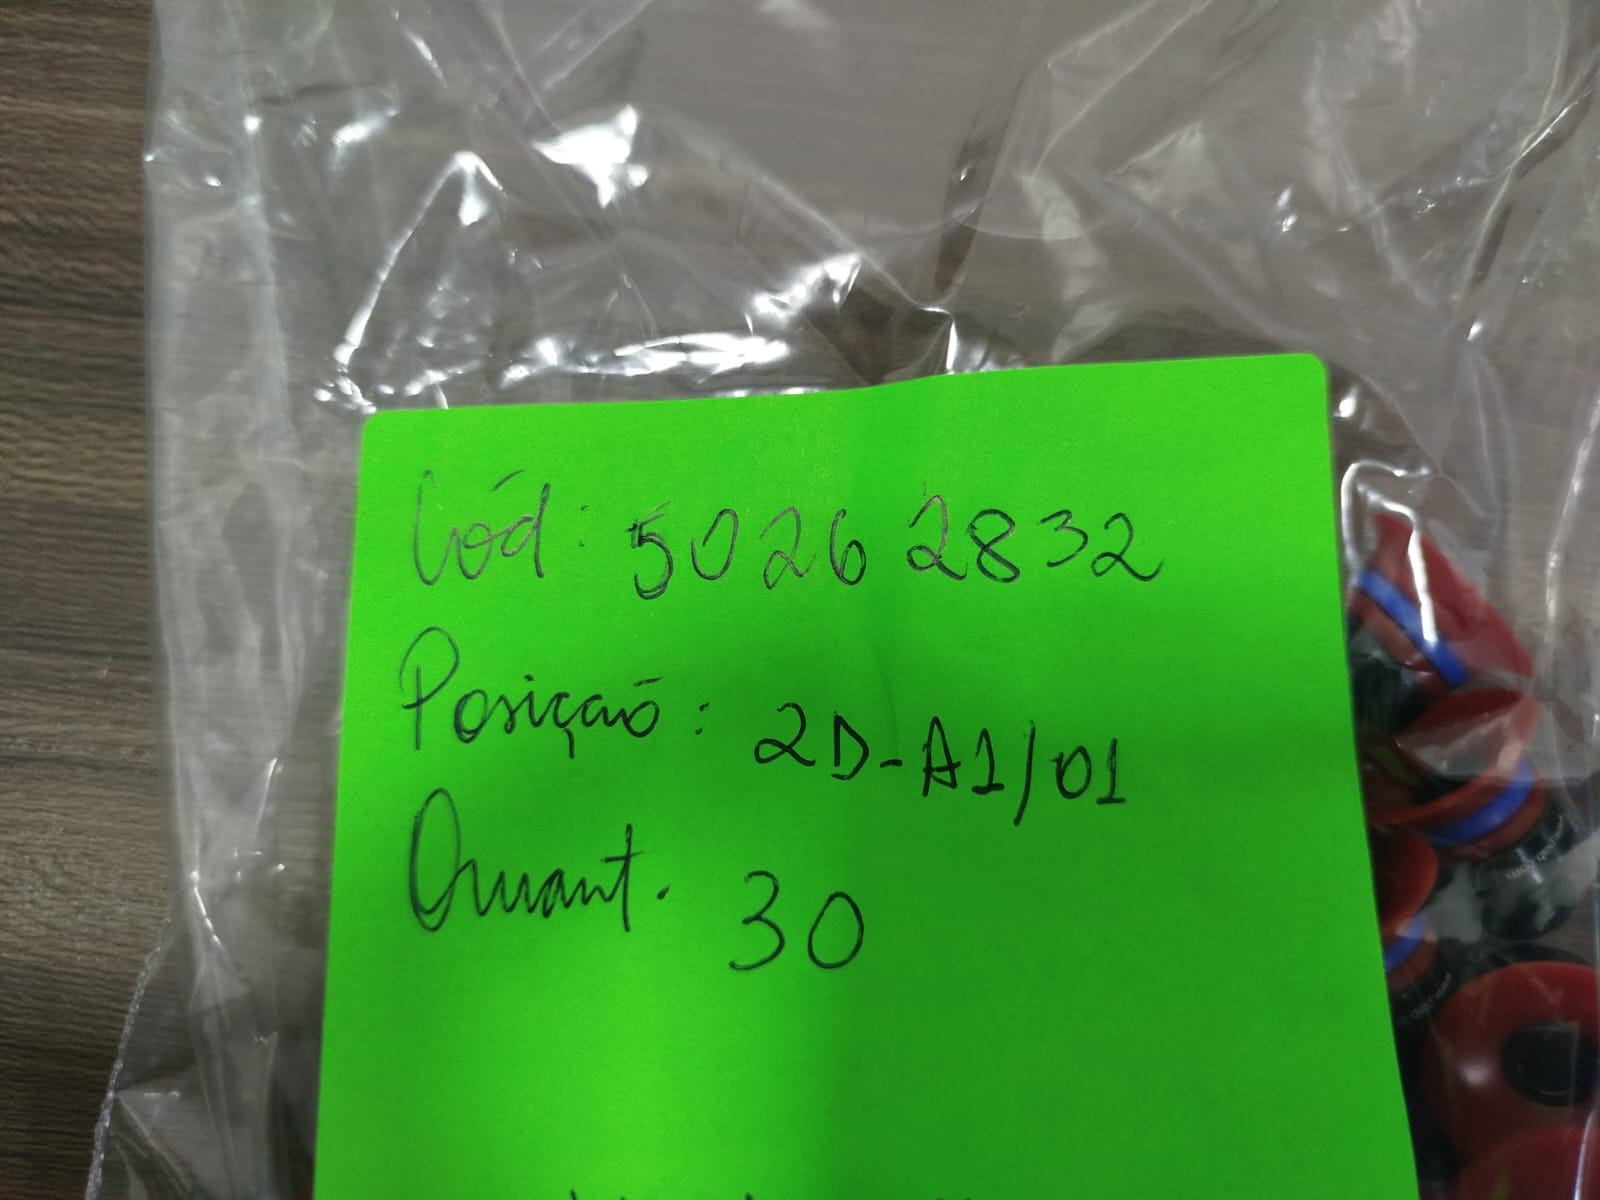 Cód: 50262832
Posição: 2D-A1/01
Quant. 30